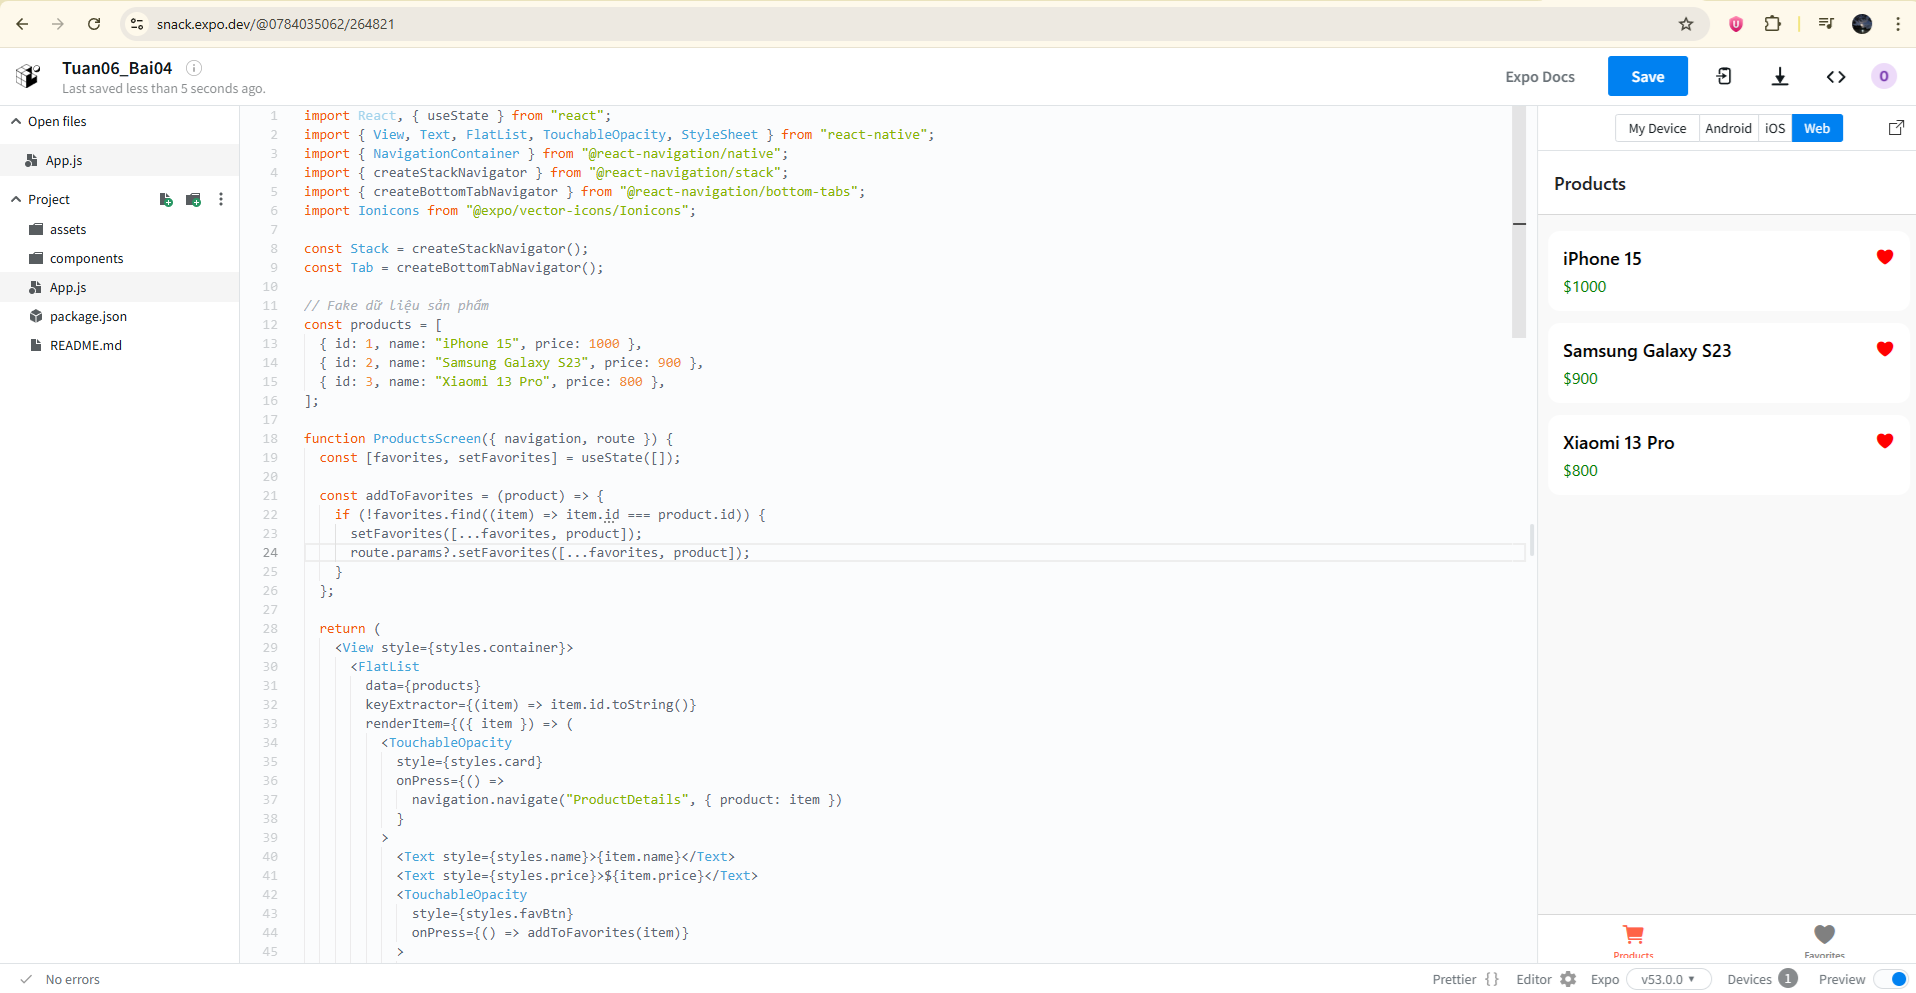 snack.expo.dev/@0784035062/264821
Tuan06_Bai04
Last saved less than 5 seconds ago.
Expo Docs
Save
O
Open files
App.js
Project
assets
components
App.js
package.json
README.md
1 import React, { useState } from "react";
2 import { View, Text, FlatList, TouchableOpacity, StyleSheet } from "react-native";
3 import { NavigationContainer } from "@react-navigation/native";
4 import { createStackNavigator } from "@react-navigation/stack";
5 import { createBottomTabNavigator } from "@react-navigation/bottom-tabs";
6 import Ionicons from "@expo/vector-icons/Ionicons";
7
8 const Stack = createStackNavigator();
9 const Tab = createBottomTabNavigator();
10
11 // Fake dữ liệu sản phẩm
12 const products = [
13 { id: 1, name: "iPhone 15", price: 1000 },
14 { id: 2, name: "Samsung Galaxy S23", price: 900 },
15 { id: 3, name: "Xiaomi 13 Pro", price: 800 },
16 ];
17
18 function ProductsScreen({ navigation, route }) {
19 const [favorites, setFavorites] = useState([]);
20
21 const addToFavorites = (product) => {
22 if (!favorites.find((item) => item.id === product.id)) {
23 setFavorites([...favorites, product]);
24 route.params?.setFavorites([...favorites, product]);
25 }
26 };
27
28 return (
29 <View style={styles.container}>
30 <FlatList
31 data={products}
32 keyExtractor={(item) => item.id.toString()}
33 renderItem={({ item }) => (
34 <TouchableOpacity
35 style={styles.card}
36 onPress={() =>
37 navigation.navigate("ProductDetails", { product: item })
38 }
39 >
40 <Text style={styles.name}>{item.name}</Text>
41 <Text style={styles.price}>${item.price}</Text>
42 <TouchableOpacity
43 style={styles.favBtn}
44 onPress={() => addToFavorites(item)}
45 >
My Device
Android
iOS
Web
Products
iPhone 15
$1000
Samsung Galaxy S23
$900
Xiaomi 13 Pro
$800
Products
Favorites
No errors
Prettier {}
Editor
Expo
v53.0.0
Devices 1
Preview